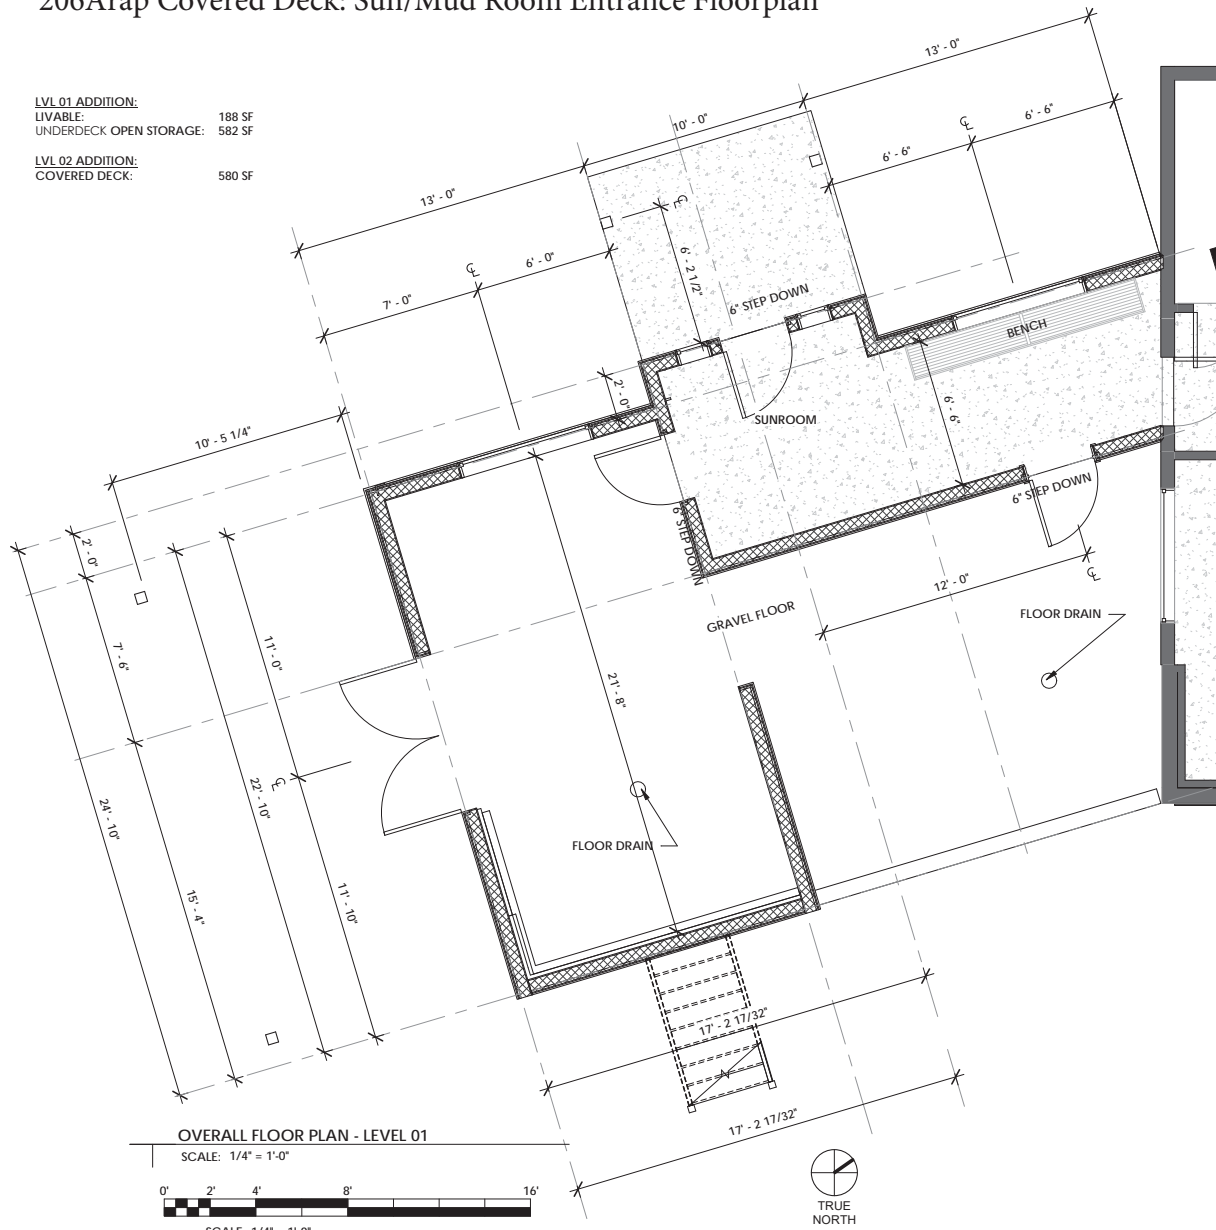 206Arap Covered Deck: Sun/Mud Room Entrance Floorplan
LVL 01 ADDITION:
LIVABLE: 188 SF
UNDERDECK OPEN STORAGE: 582 SF
LVL 02 ADDITION:
COVERED DECK: 580 SF
13' - 0"
10' - 0"
13' - 0"
6' - 6"
6' - 6"
7' - 0"
6' - 0"
6' - 2 1/2"
6" STEP DOWN
BENCH
2' - 0"
SUNROOM
6' - 6"
10' - 5 1/4"
6" STEP DOWN
6" STEP DOWN
2' - 0"
12' - 0"
GRAVEL FLOOR
FLOOR DRAIN
7' - 6"
11' - 0"
21' - 8"
24' - 10"
22' - 10"
FLOOR DRAIN
15' - 4"
11' - 10"
17' - 2 17/32"
17' - 2 17/32"
OVERALL FLOOR PLAN - LEVEL 01
SCALE: 1/4" = 1'-0"
0' 2' 4' 8' 16'
SCALE: 1/4" = 1'-0"
TRUE
NORTH